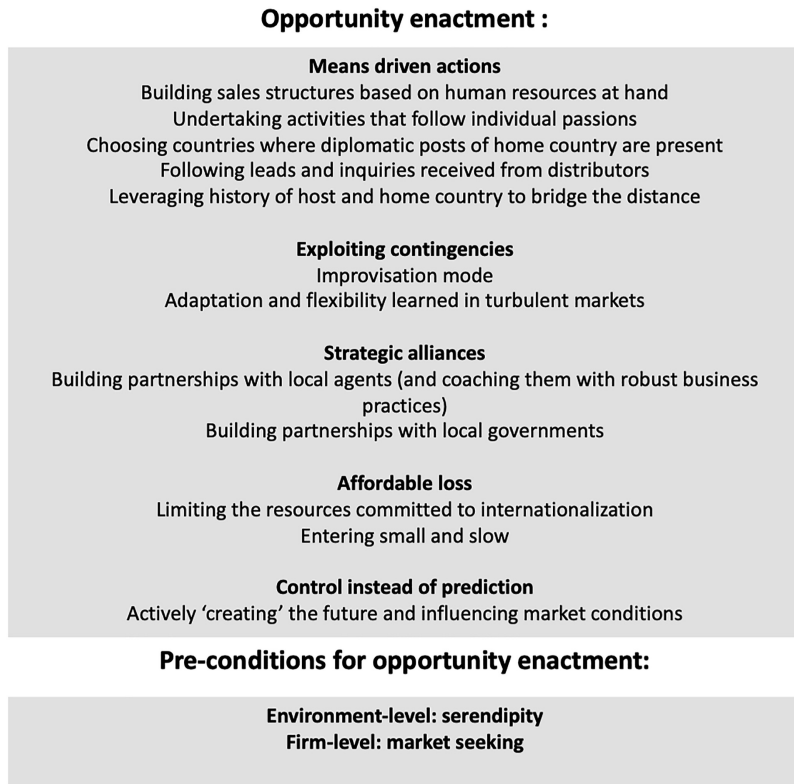 Opportunity enactment :
Means driven actions
Building sales structures based on human resources at hand
Undertaking activities that follow individual passions
Choosing countries where diplomatic posts of home country are present
Following leads and inquiries received from distributors
Leveraging history of host and home country to bridge the distance
Exploiting contingencies
Improvisation mode
Adaptation and flexibility learned in turbulent markets
Strategic alliances
Building partnerships with local agents (and coaching them with robust business
practices)
Building partnerships with local governments
Affordable loss
Limiting the resources committed to internationalization
Entering small and slow
Control instead of prediction
Actively ‘creating’ the future and influencing market conditions
Pre-conditions for opportunity enactment:
Environment-level: serendipity
Firm-level: market seeking